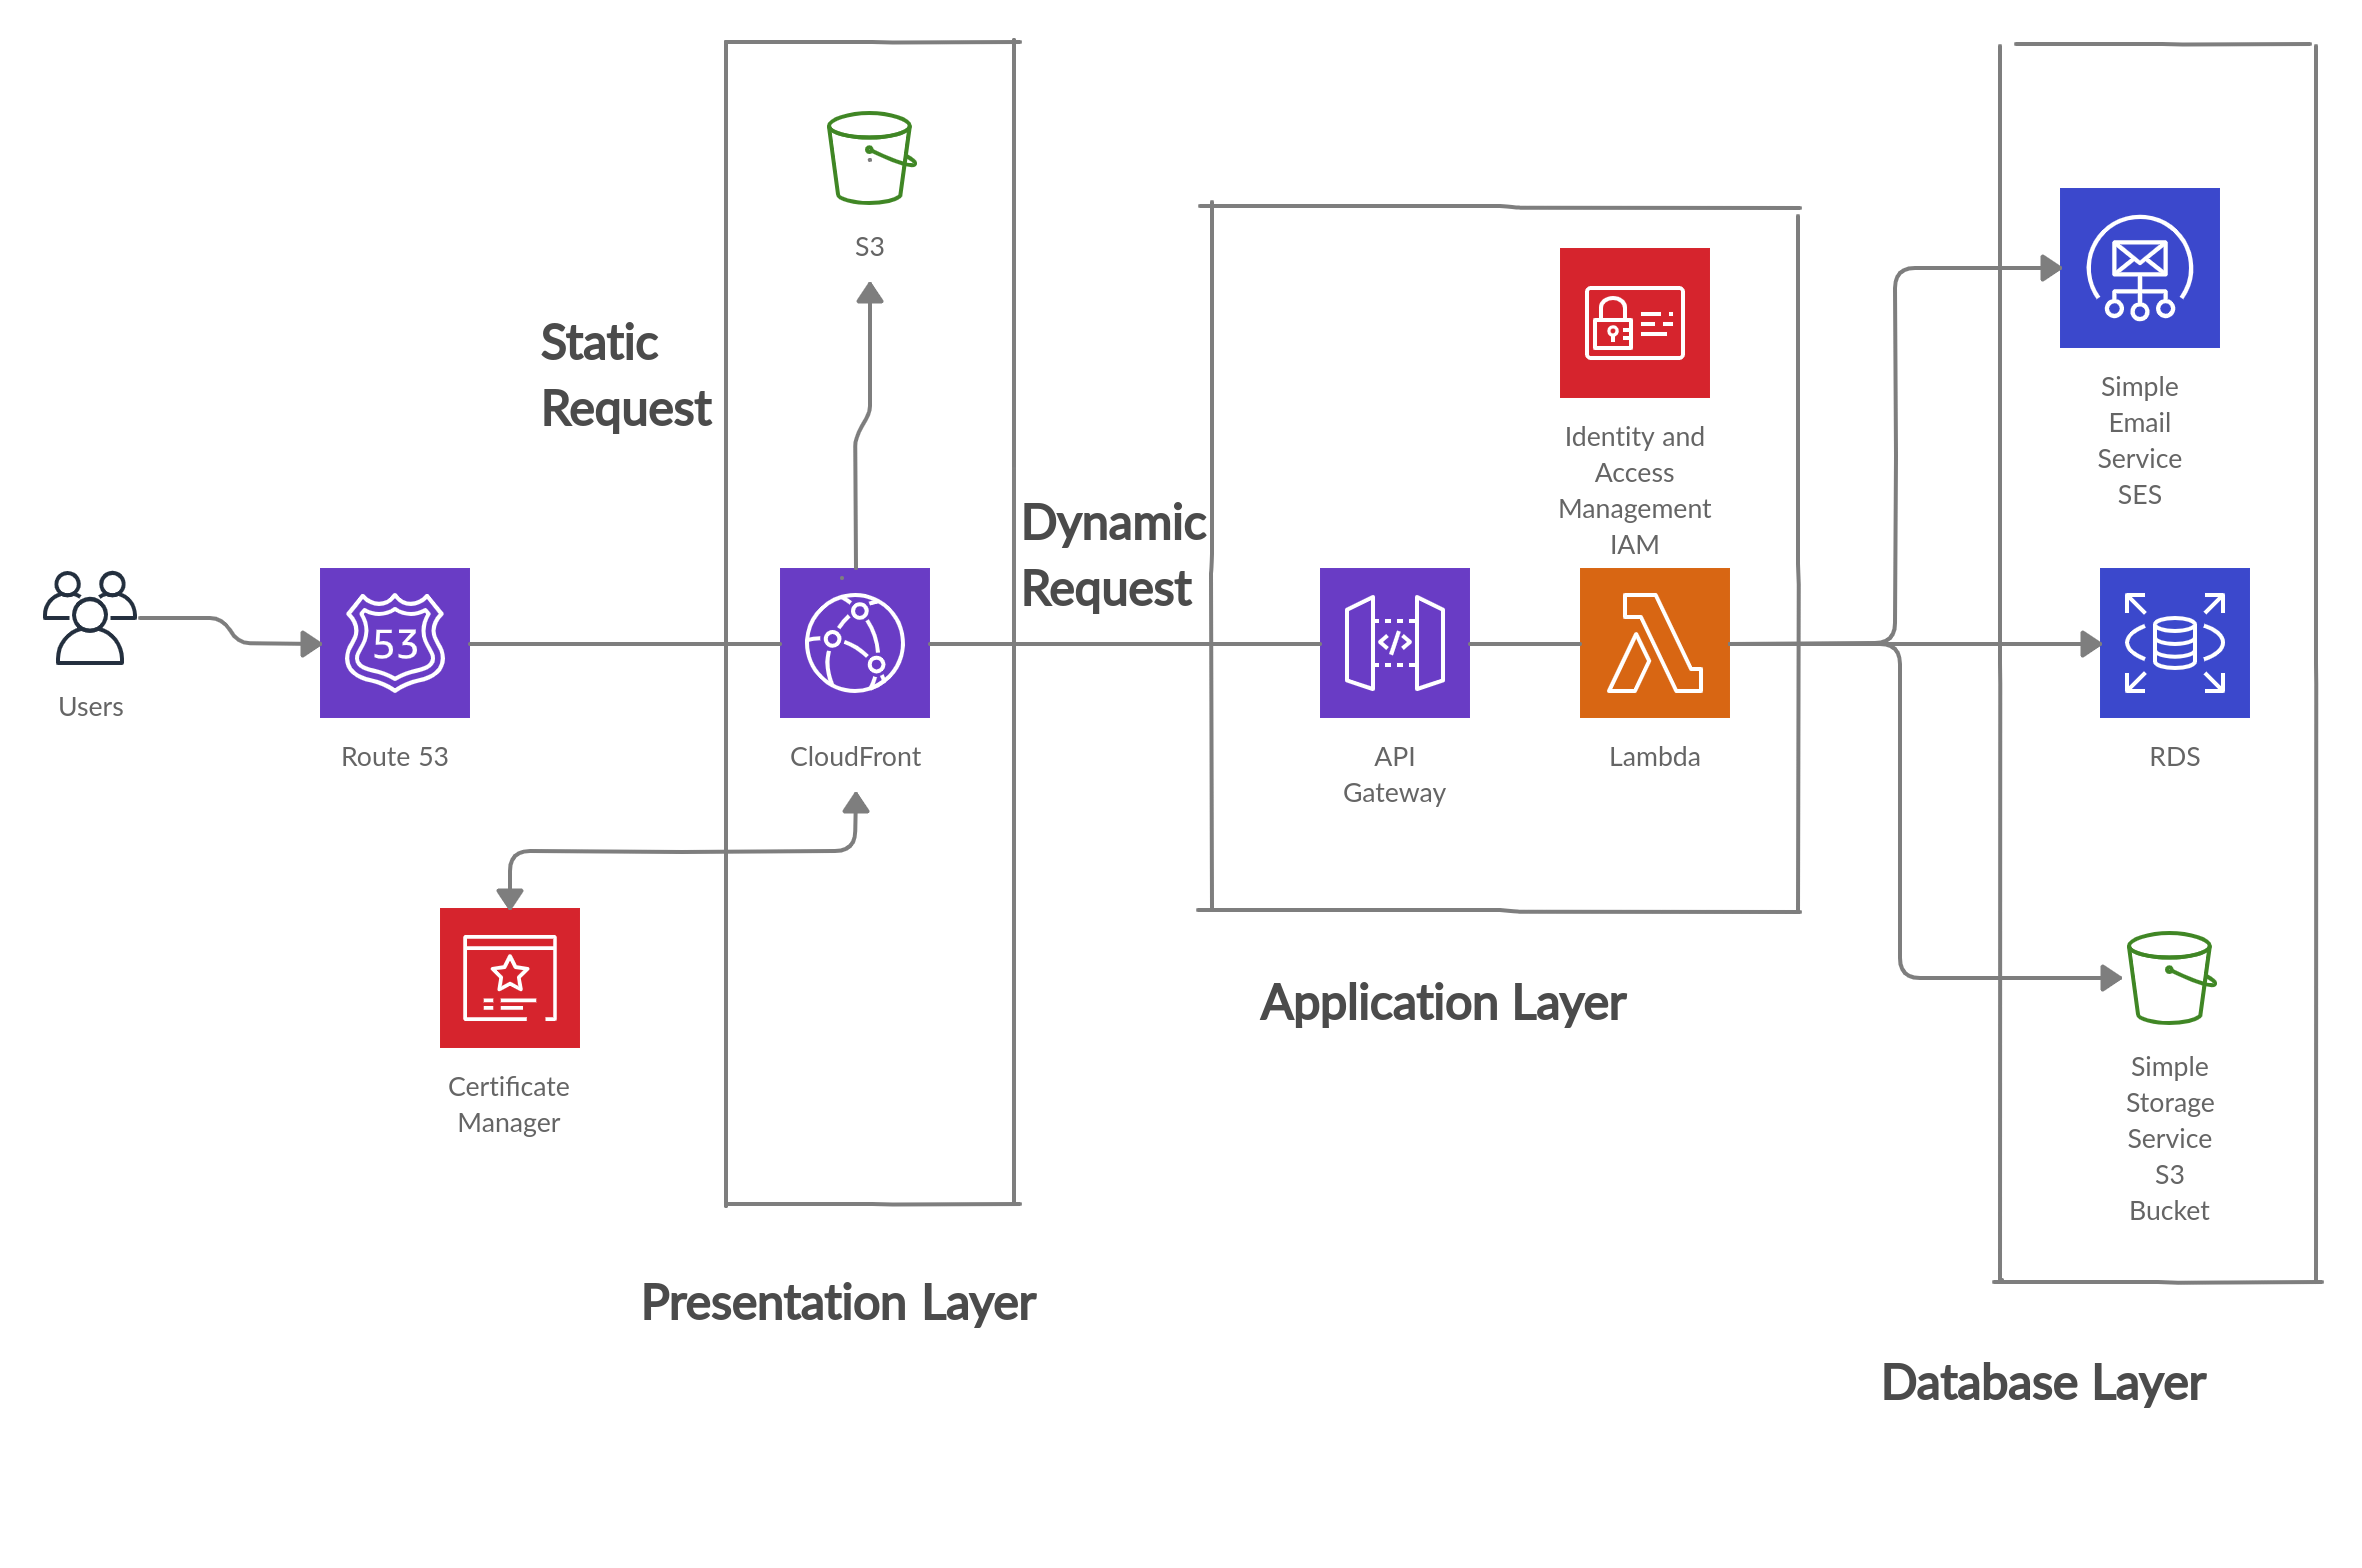 S3
Static
Request
Dynamic
Request
Identity and
Access
Management
IAM
Simple
Email
Service
SES
Users
53
Route 53
CloudFront
</>
API
Gateway
Lambda
RDS
Certificate
Manager
Application Layer
Simple
Storage
Service
S3
Bucket
Presentation Layer
Database Layer